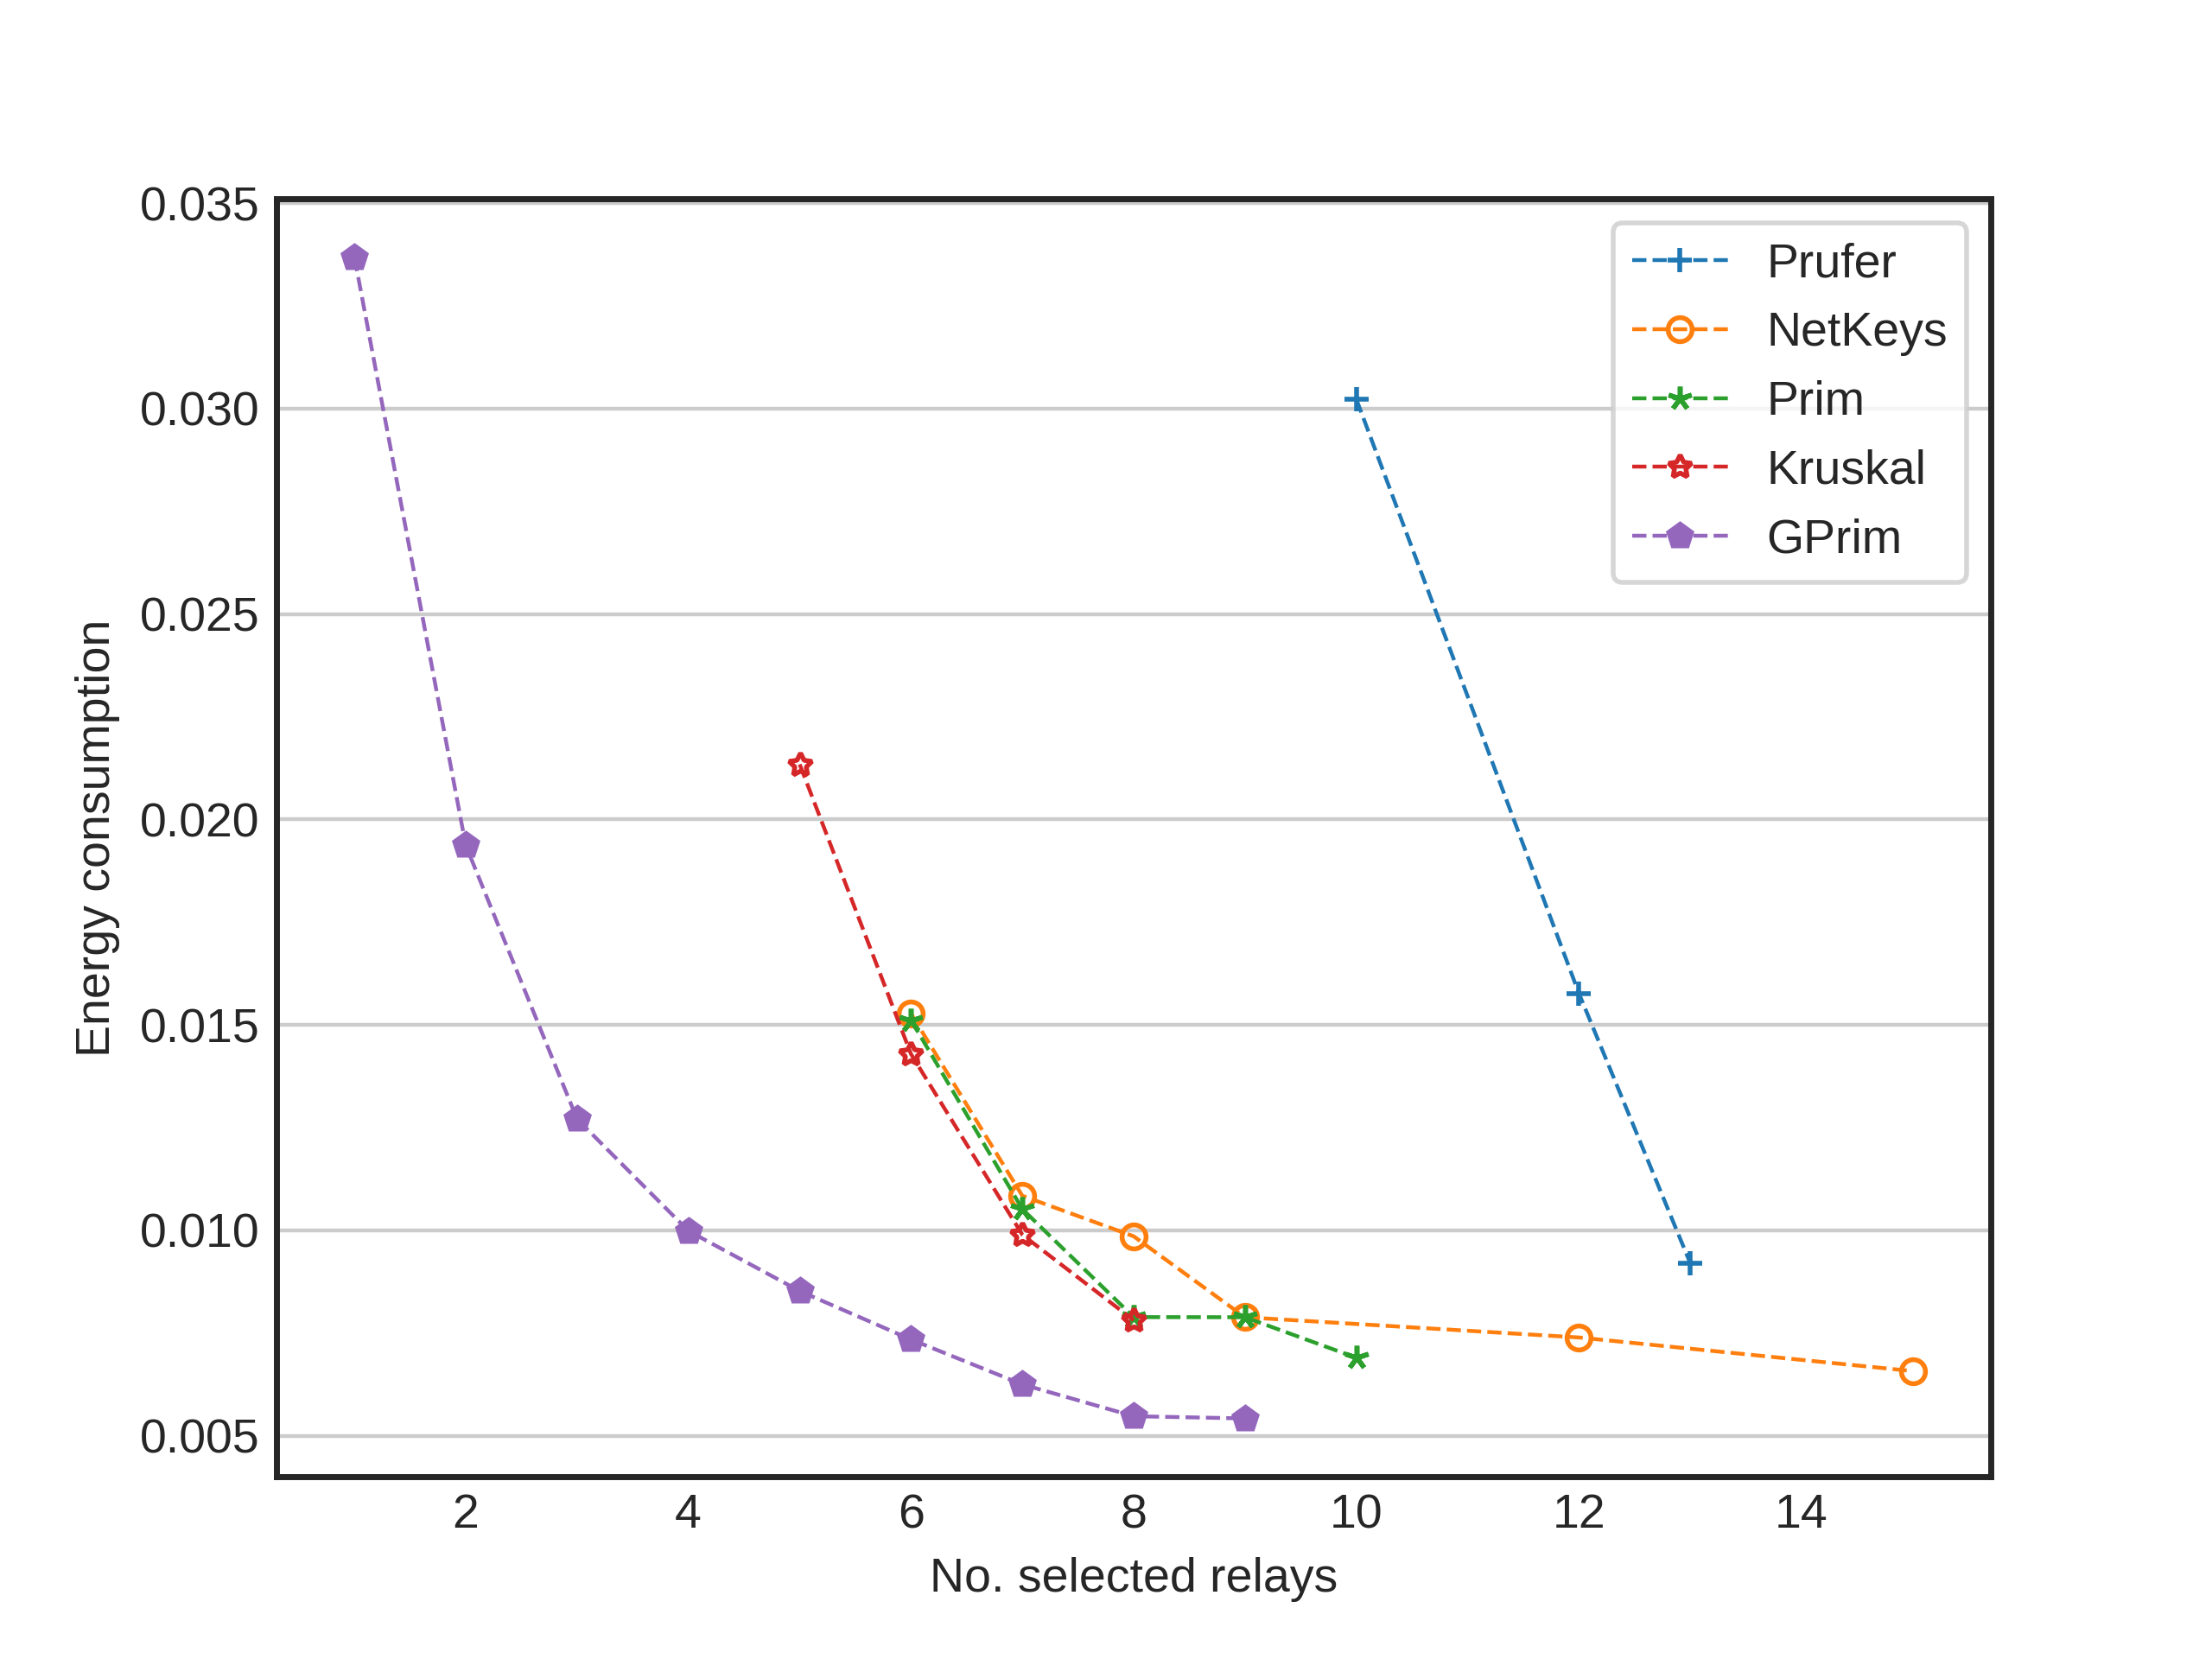 0.035
0.030
0.025
0.020
0.015
0.010
0.005
Energy consumption
2 4 6 8 10 12 14
No. selected relays
Prufer
NetKeys
Prim
Kruskal
GPrim